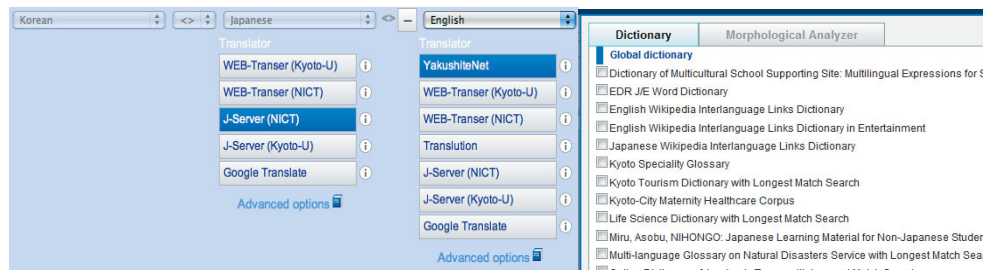 Korean <> Japanese <> – English
Translator
WEB-Transer (Kyoto-U)
WEB-Transer (NICT)
J-Server (NICT)
J-Server (Kyoto-U)
Google Translate
Advanced options
Translator
YakushiteNet
WEB-Transer (Kyoto-U)
WEB-Transer (NICT)
Translution
J-Server (NICT)
J-Server (Kyoto-U)
Google Translate
Advanced options
Dictionary Morphological Analyzer
Global dictionary
Dictionary of Multicultural School Supporting Site: Multilingual Expressions for S
EDR J/E Word Dictionary
English Wikipedia Interlanguage Links Dictionary
English Wikipedia Interlanguage Links Dictionary in Entertainment
Japanese Wikipedia Interlanguage Links Dictionary
Kyoto Speciality Glossary
Kyoto Tourism Dictionary with Longest Match Search
Kyoto-City Maternity Healthcare Corpus
Life Science Dictionary with Longest Match Search
Miru, Asobu, NIHONGO: Japanese Learning Material for Non-Japanese Studen
Multi-language Glossary on Natural Disasters Service with Longest Match Sea